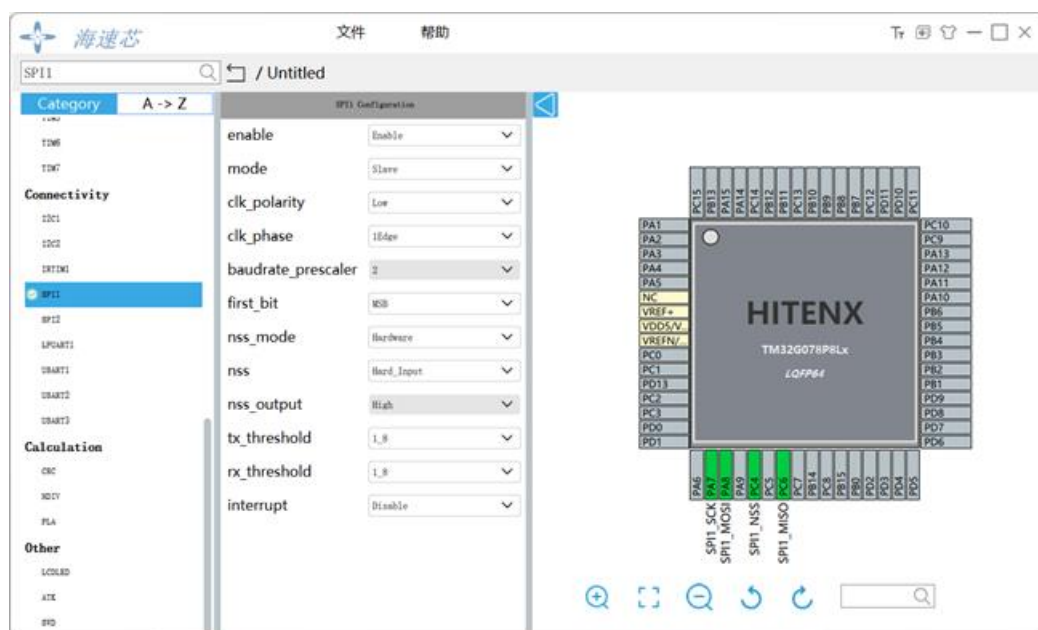 海速芯
文件 帮助
SPI1
/ Untitled
Category A -> Z
TIM6
TIM7
Connectivity
I2C1
I2C2
IRTIM1
SPI1
SPI2
LPUART1
USART1
USART2
USART3
Calculation
CRC
HDIV
PLA
Other
LCDLED
ATK
SVD
SPI1 Configuration
enable Enable
mode Slave
clk_polarity Low
clk_phase 1Edge
baudrate_prescaler 2
first_bit MSB
nss_mode Hardware
nss Hard_Input
nss_output High
tx_threshold 1_8
rx_threshold 1_8
interrupt Disable
PC15 PB13 PA15 PA14 PC14 PB12 PB11 PC13 PB10 PB9 PB8 PB7 PC12 PD11 PD10 PC11
PA1
PA2
PA3
PA4
PA5
NC
VREF+
VDD5/V...
VREFN/...
PC0
PC1
PD13
PC2
PC3
PD0
PD1
HITENX
TM32G078P8Lx
LQFP64
PC10
PC9
PA13
PA12
PA11
PA10
PB6
PB5
PB4
PB3
PB2
PB1
PD9
PD8
PD7
PD6
PA6 PA7 PA8 PA9 PC4 PC5 PC6 PC7 PB14 PC8 PB15 PB0 PD2 PD3 PD4 PD5
SPI1_SCK SPI1_MOSI SPI1_NSS SPI1_MISO